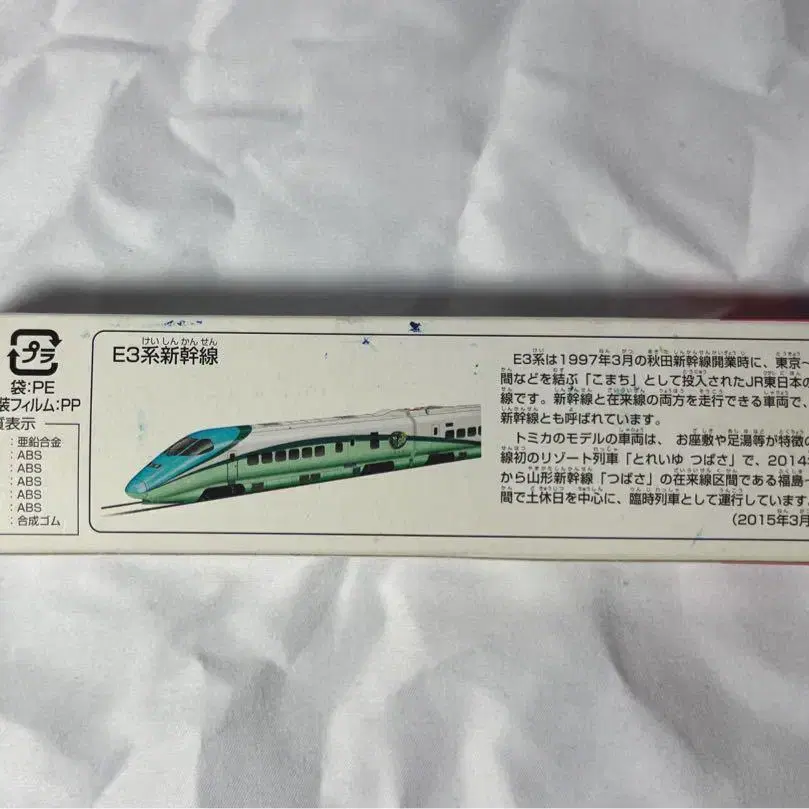 プラ
袋:PE
装フィルム:PP
質表示
:亜鉛合金
:ABS
:ABS
:ABS
:ABS
:ABS
:合成ゴム
けい しん かん せん
E3系新幹線
E3系は1997年3月の秋田新幹線開業時に、東京~
間などを結ぶ「こまち」として投入されたJR東日本の
線です。新幹線と在来線の両方を走行できる車両で、
新幹線とも呼ばれています。
トミカのモデルの車両は、お座敷や足湯等が特徴の
線初のリゾート列車「とれいゆ つばさ」で、2014
から山形新幹線「つばさ」の在来線区間である福島~
間で土休日を中心に、臨時列車として運行しています
(2015年3月